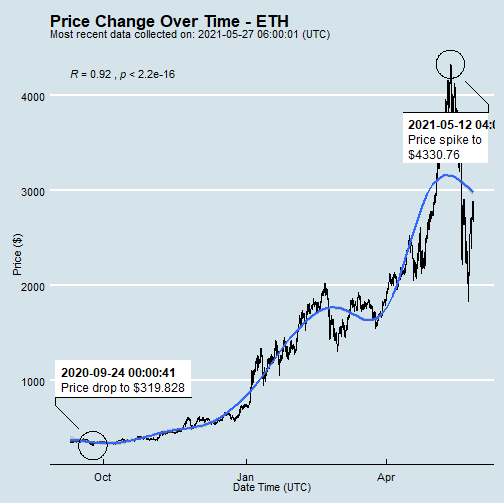 Price Change Over Time - ETH
Most recent data collected on: 2021-05-27 06:00:01 (UTC)
R = 0.92 , p < 2.2e-16
4000
2021-05-12 04:0
Price spike to
$4330.76
3000
Price ($)
2000
2020-09-24 00:00:41
Price drop to $319.828
1000
Oct
Jan
Apr
Date Time (UTC)